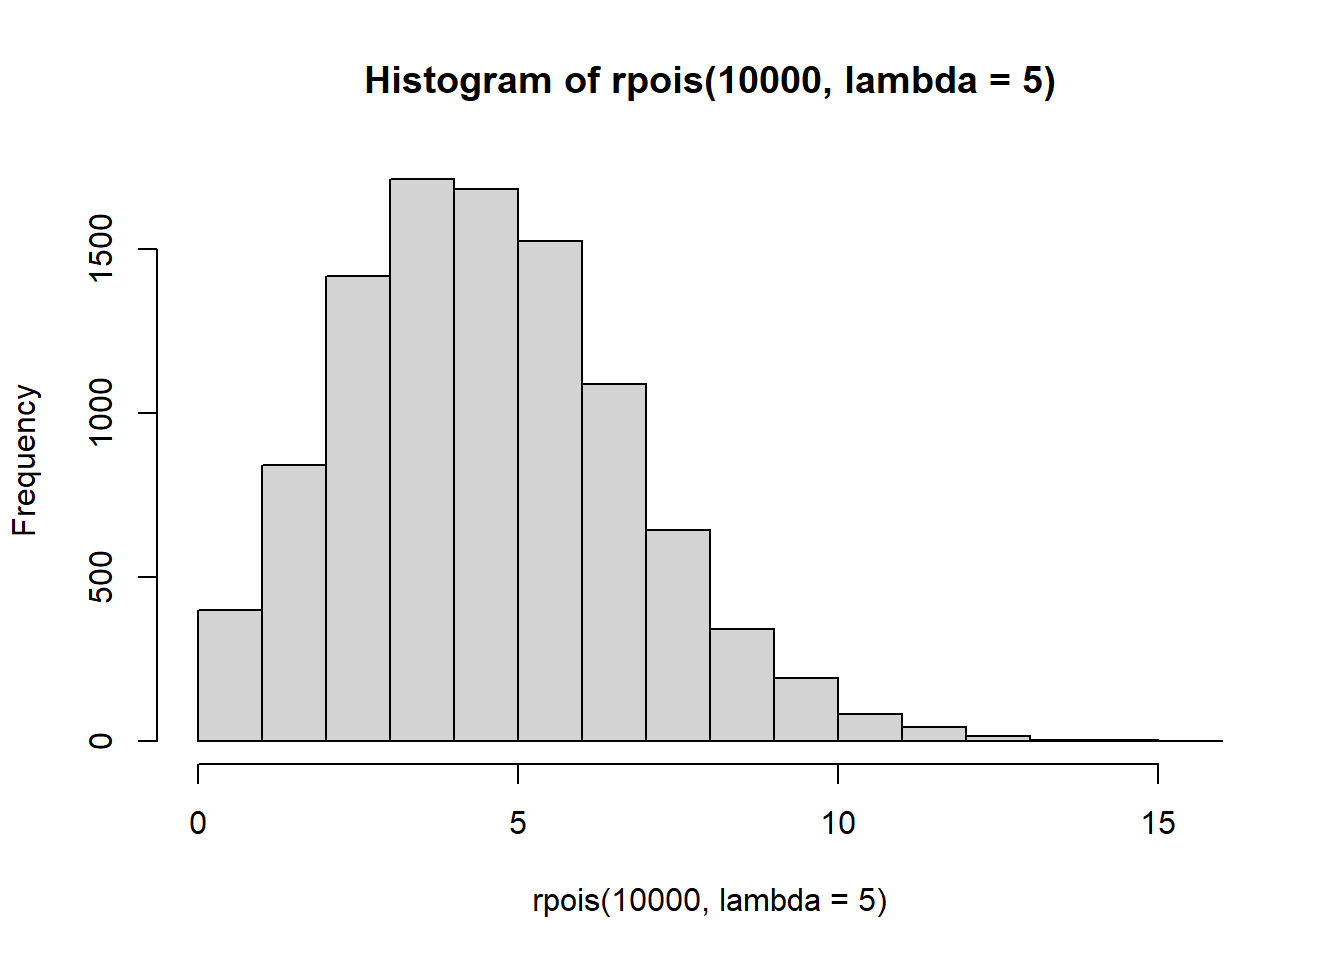 Histogram of rpois(10000, lambda = 5)
Frequency
1500
1000
500
0
0 5 10 15
rpois(10000, lambda = 5)